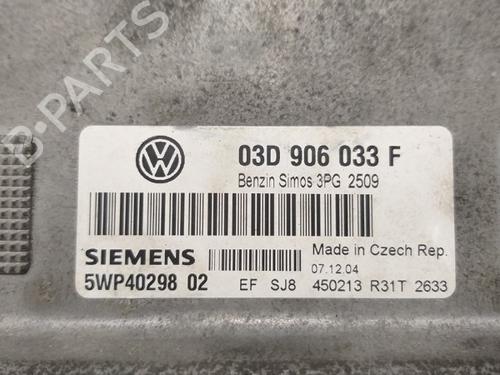 03D 906 033 F
Benzin Simos 3PG 2509
SIEMENS
Made in Czech Rep.
07.12.04
5WP40298 02 EF SJ8 450213 R31T 2633